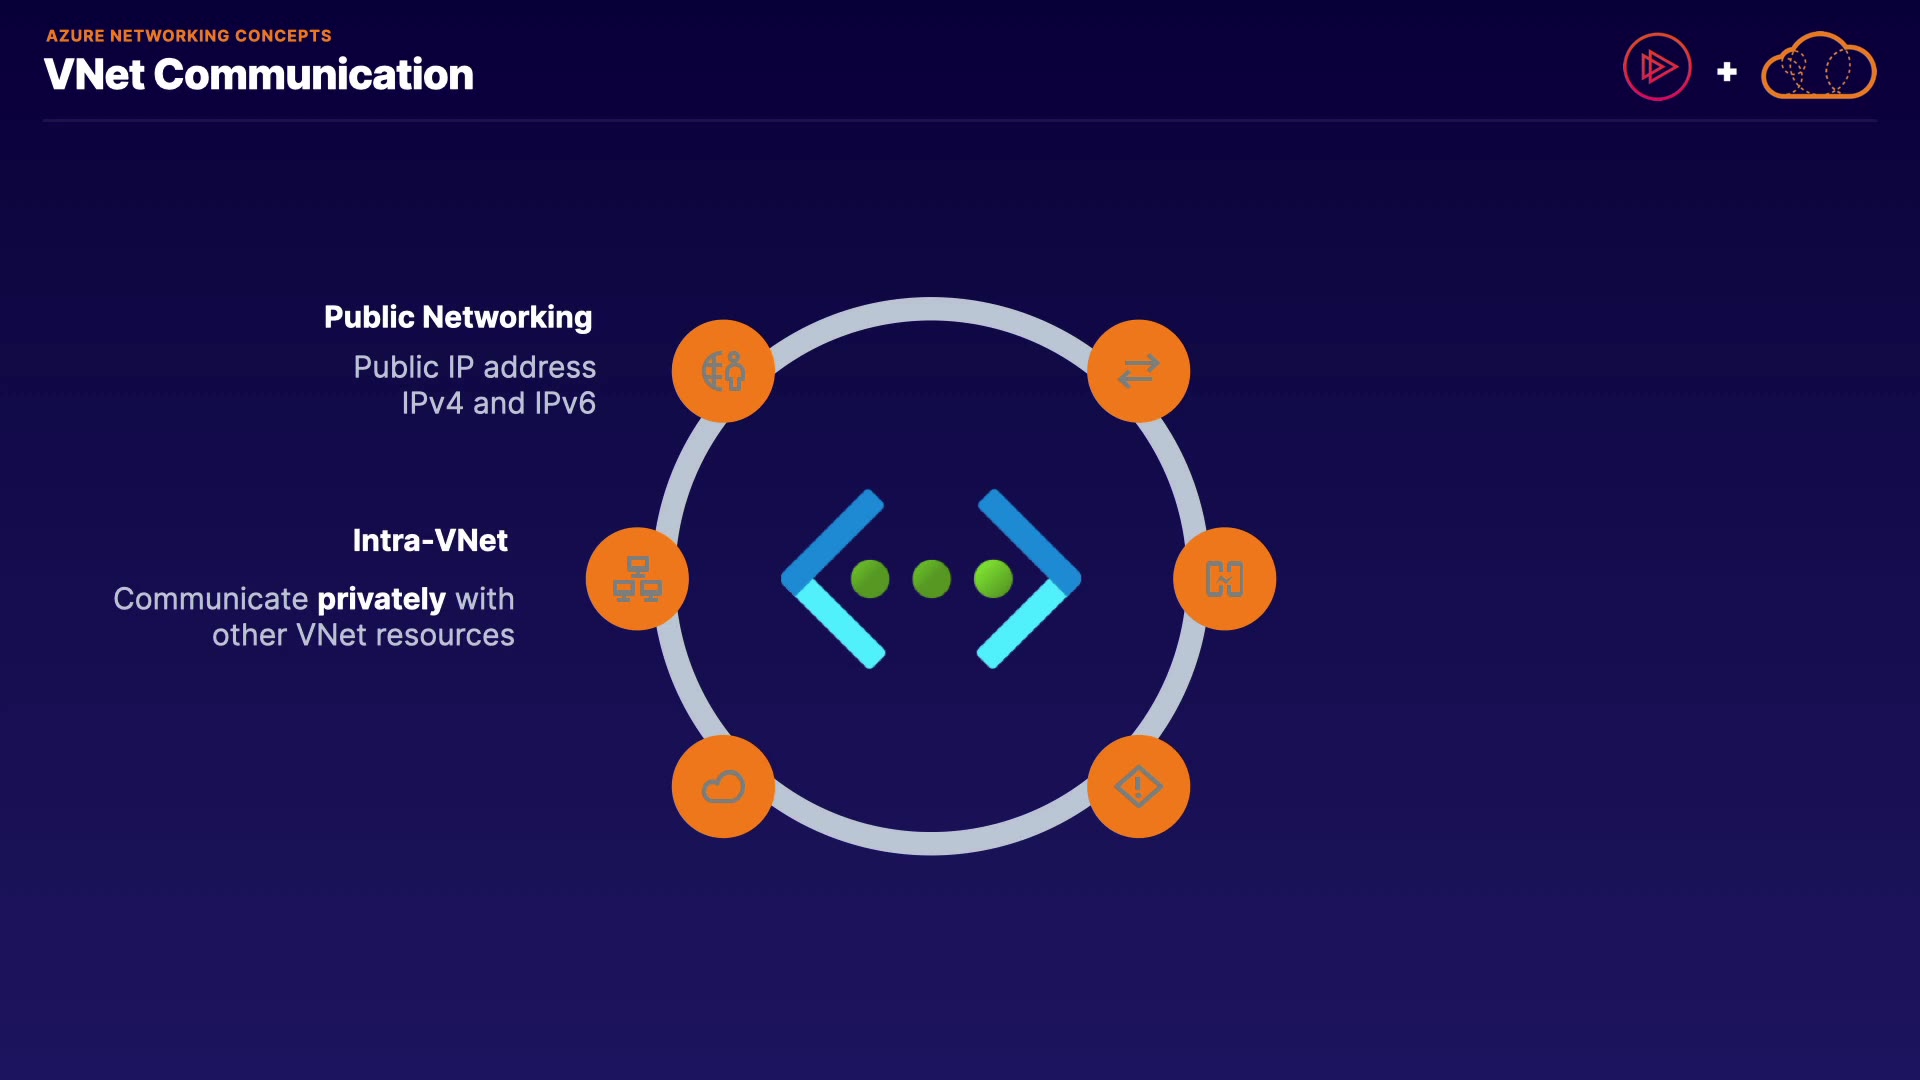 AZURE NETWORKING CONCEPTS
VNet Communication
Public Networking
Public IP address
IPv4 and IPv6
Intra-VNet
Communicate privately with
other VNet resources